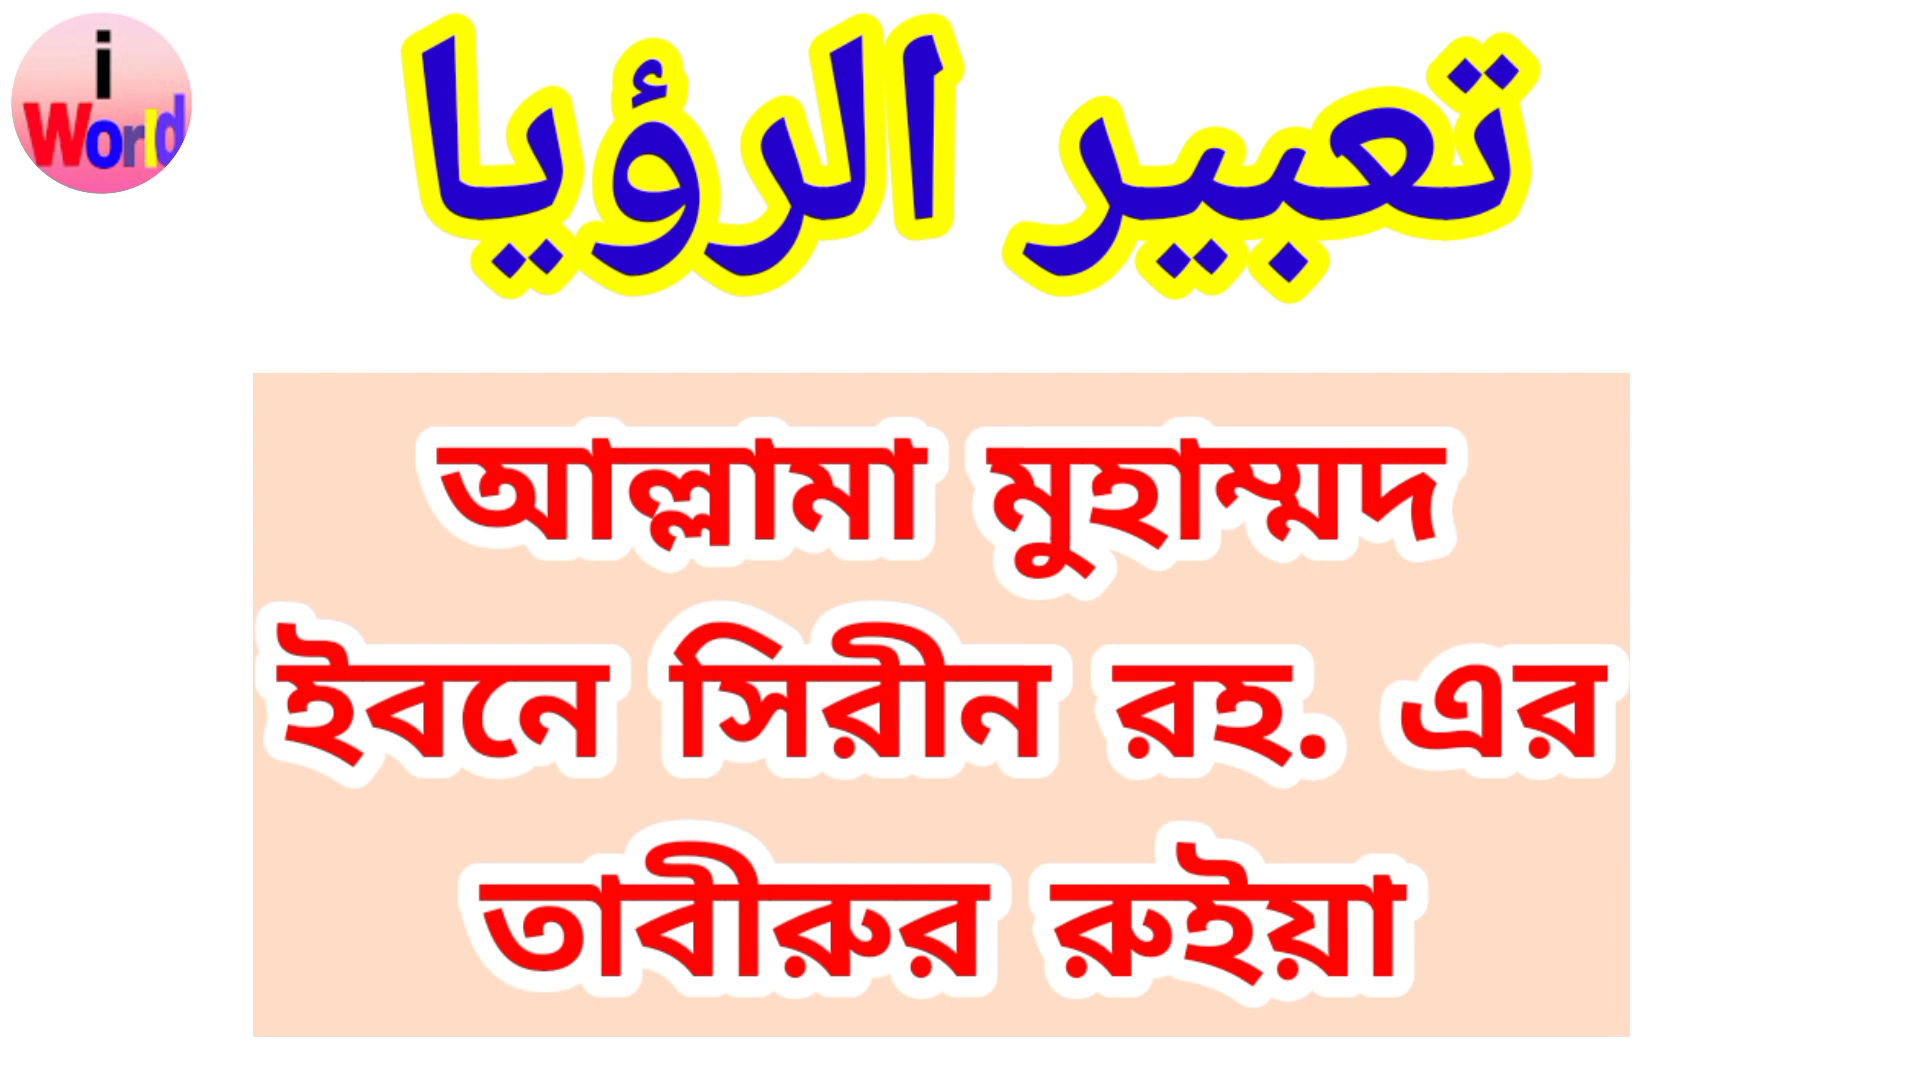 i
World
تعبير الرؤيا
আল্লামা মুহাম্মদ
ইবনে সিরীন রহ. এর
তাবীরুর রুইয়া